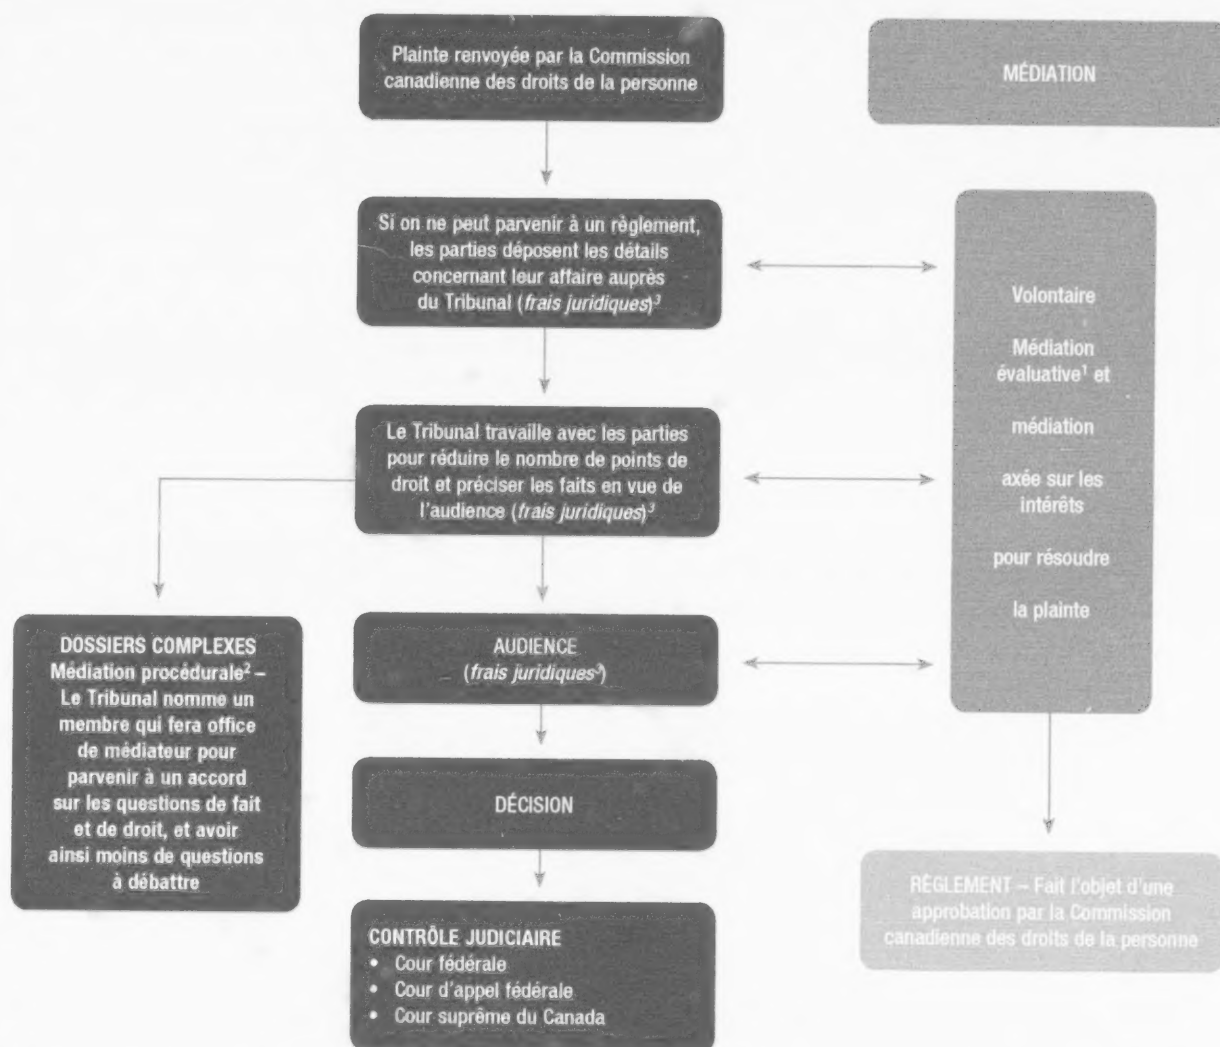 Plainte renvoyée par la Commission
canadienne des droits de la personne
MÉDIATION
Si on ne peut parvenir à un règlement,
les parties déposent les détails
concernant leur affaire auprès
du Tribunal (frais juridiques)³
Volontaire
Médiation
évaluative¹ et
médiation
axée sur les
intérêts
pour résoudre
la plainte
Le Tribunal travaille avec les parties
pour réduire le nombre de points de
droit et préciser les faits en vue de
l'audience (frais juridiques)³
DOSSIERS COMPLEXES
Médiation procédurale² –
Le Tribunal nomme un
membre qui fera office
de médiateur pour
parvenir à un accord
sur les questions de fait
et de droit, et avoir
ainsi moins de questions
à débattre
AUDIENCE
(frais juridiques³)
DÉCISION
RÈGLEMENT – Fait l'objet d'une
approbation par la Commission
canadienne des droits de la personne
CONTRÔLE JUDICIAIRE
• Cour fédérale
• Cour d'appel fédérale
• Cour suprême du Canada